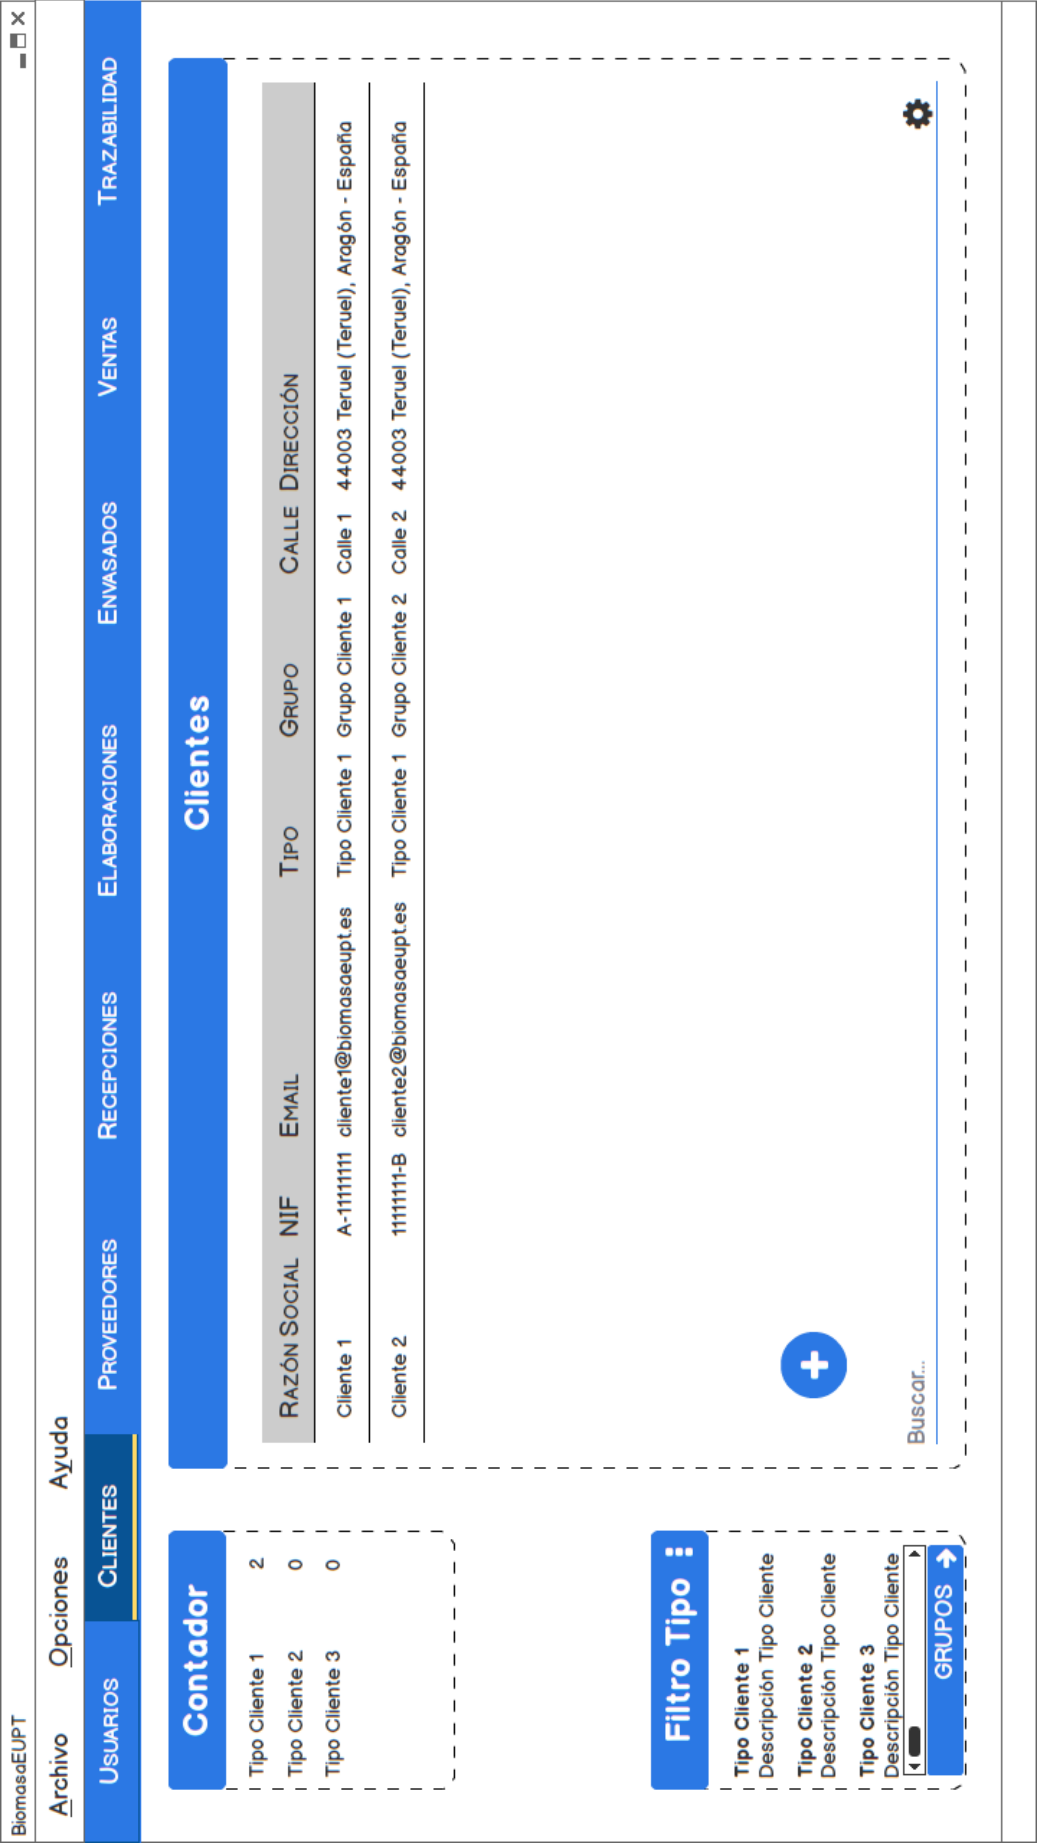 BiomasaEUPT
Archivo Opciones Ayuda
USUARIOS CLIENTES PROVEEDORES RECEPCIONES ELABORACIONES ENVASADOS VENTAS TRAZABILIDAD
Contador
Tipo Cliente 1 2
Tipo Cliente 2 0
Tipo Cliente 3 0
Filtro Tipo
Tipo Cliente 1
Descripción Tipo Cliente
Tipo Cliente 2
Descripción Tipo Cliente
Tipo Cliente 3
Descripción Tipo Cliente
GRUPOS
Clientes
RAZÓN SOCIAL NIF EMAIL TIPO GRUPO CALLE DIRECCIÓN
Cliente 1 A-11111111 cliente1@biomasaeupt.es Tipo Cliente 1 Grupo Cliente 1 Calle 1 44003 Teruel (Teruel), Aragón - España
Cliente 2 11111111-B cliente2@biomasaeupt.es Tipo Cliente 1 Grupo Cliente 2 Calle 2 44003 Teruel (Teruel), Aragón - España
Buscar...